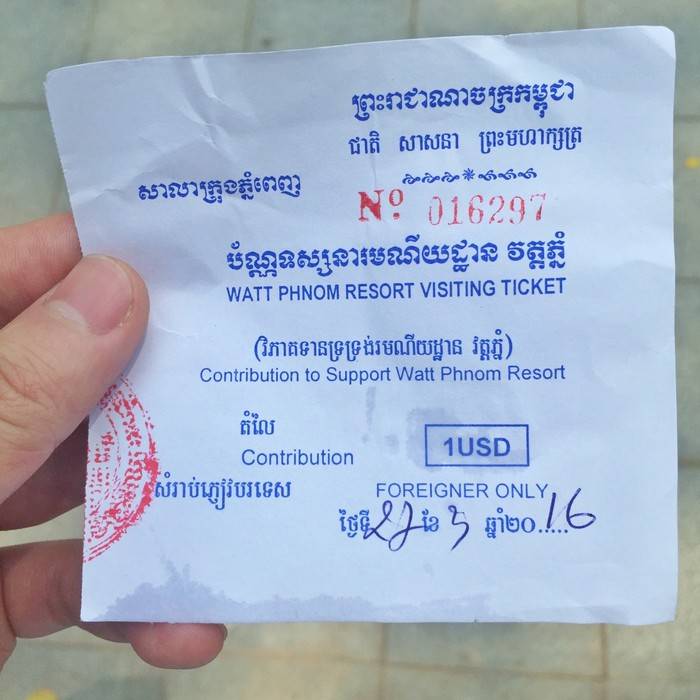 ព្រះរាជាណាចក្រកម្ពុជា
ជាតិ សាសនា ព្រះមហាក្សត្រ
សាលាក្រុងភ្នំពេញ
Nº 016297
ប័ណ្ណទស្សនារមណីយដ្ឋាន វត្តភ្នំ
WATT PHNOM RESORT VISITING TICKET
(វិភាគទានទ្រទ្រង់រមណីយដ្ឋាន វត្តភ្នំ)
Contribution to Support Watt Phnom Resort
តំលៃ
Contribution 1USD
សំរាប់ភ្ញៀវបរទេស FOREIGNER ONLY
ថ្ងៃទី ខែ 3 ឆ្នាំ២០.....16